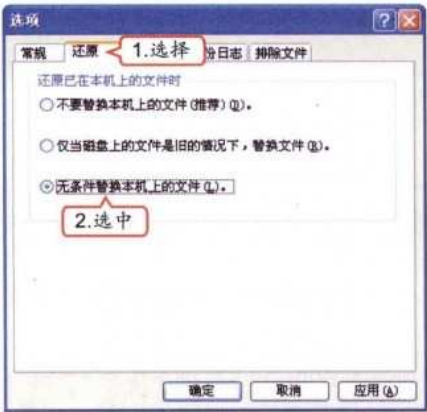 选项
常规 还原 1.选择 份日志 排除文件
还原已在本机上的文件时
不要替换本机上的文件(推荐)(D)。
仅当磁盘上的文件是旧的情况下，替换文件(R)。
无条件替换本机上的文件(L)。
2.选中
确定 取消 应用(A)